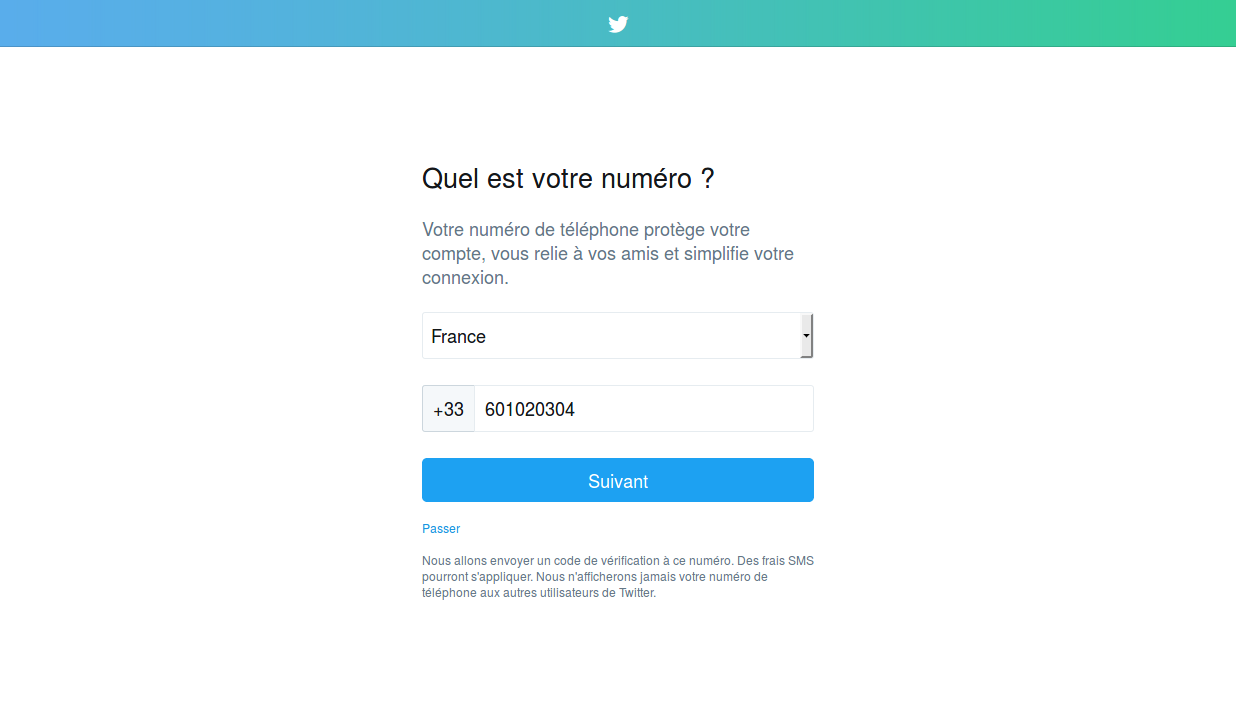 Quel est votre numéro ?
Votre numéro de téléphone protège votre
compte, vous relie à vos amis et simplifie votre
connexion.
France
+33 601020304
Suivant
Passer
Nous allons envoyer un code de vérification à ce numéro. Des frais SMS
pourront s'appliquer. Nous n'afficherons jamais votre numéro de
téléphone aux autres utilisateurs de Twitter.